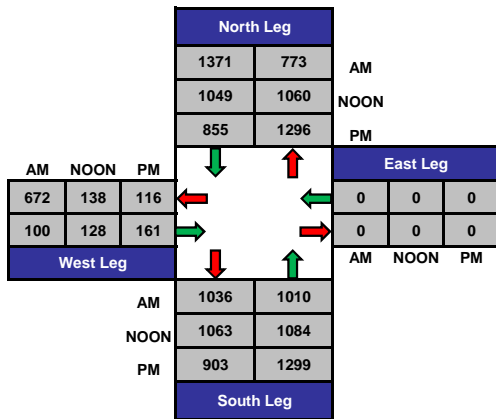 North Leg
1371 773 AM
1049 1060 NOON
855 1296 PM
AM NOON PM East Leg
672 138 116 0 0 0
100 128 161 0 0 0
West Leg AM NOON PM
AM 1036 1010
NOON 1063 1084
PM 903 1299
South Leg